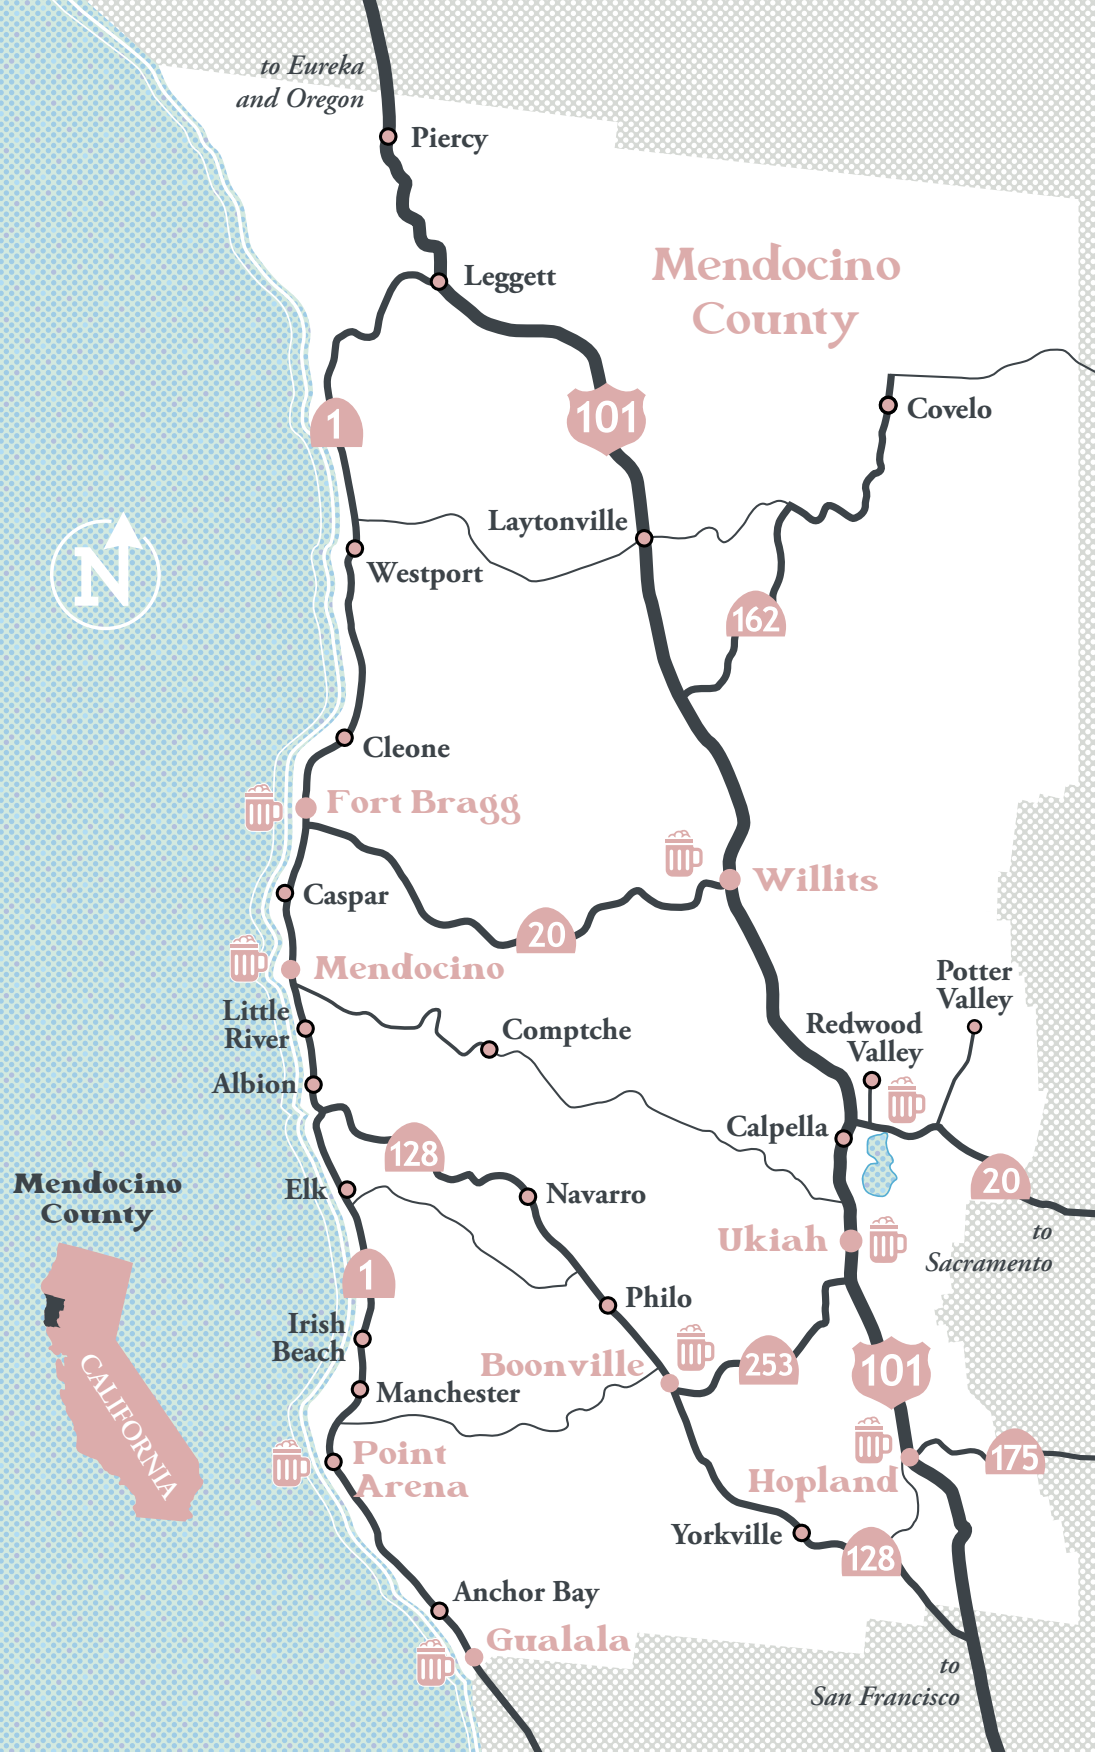 to Eureka
and Oregon
Piercy
Leggett
Mendocino
County
1
101
Covelo
Laytonville
N
Westport
162
Cleone
Fort Bragg
Willits
Caspar
20
Mendocino
Potter
Valley
Little
River
Redwood
Valley
Comptche
Albion
Calpella
128
20
Elk
Navarro
Mendocino
County
Ukiah
to
Sacramento
1
Philo
Irish
Beach
Boonville
253
101
CALIFORNIA
Manchester
Point
Arena
175
Hopland
Yorkville
128
Anchor Bay
Gualala
to
San Francisco